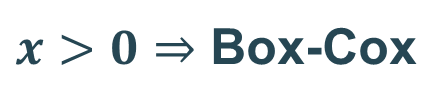 x > 0 ⇒ Box-Cox